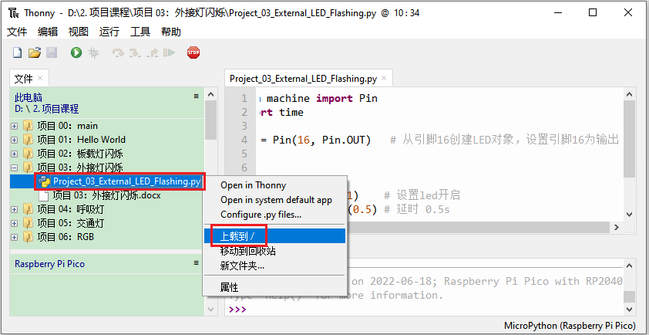 Thonny - D:\2. 项目课程\项目 03：外接灯闪烁\Project_03_External_LED_Flashing.py @ 10 : 34
文件 编辑 视图 运行 工具 帮助
STOP
文件
此电脑
D: \ 2. 项目课程
项目 00：main
项目 01：Hello World
项目 02：板载灯闪烁
项目 03：外接灯闪烁
Project_03_External_LED_Flashing.py
项目 03：外接灯闪烁.docx
项目 04：呼吸灯
项目 05：交通灯
项目 06：RGB
Raspberry Pi Pico
Open in Thonny
Open in system default app
Configure .py files...
上载到 /
移动到回收站
新文件夹...
属性
Project_03_External_LED_Flashing.py
1 machine import Pin
2 rt time
3
4 = Pin(16, Pin.OUT) # 从引脚16创建LED对象，设置引脚16为输出
5
6
1) # 设置led开启
(0.5) # 延时 0.5s
on 2022-06-18; Raspberry Pi Pico with RP2040
Type "help()" for more information.
>>>
MicroPython (Raspberry Pi Pico)